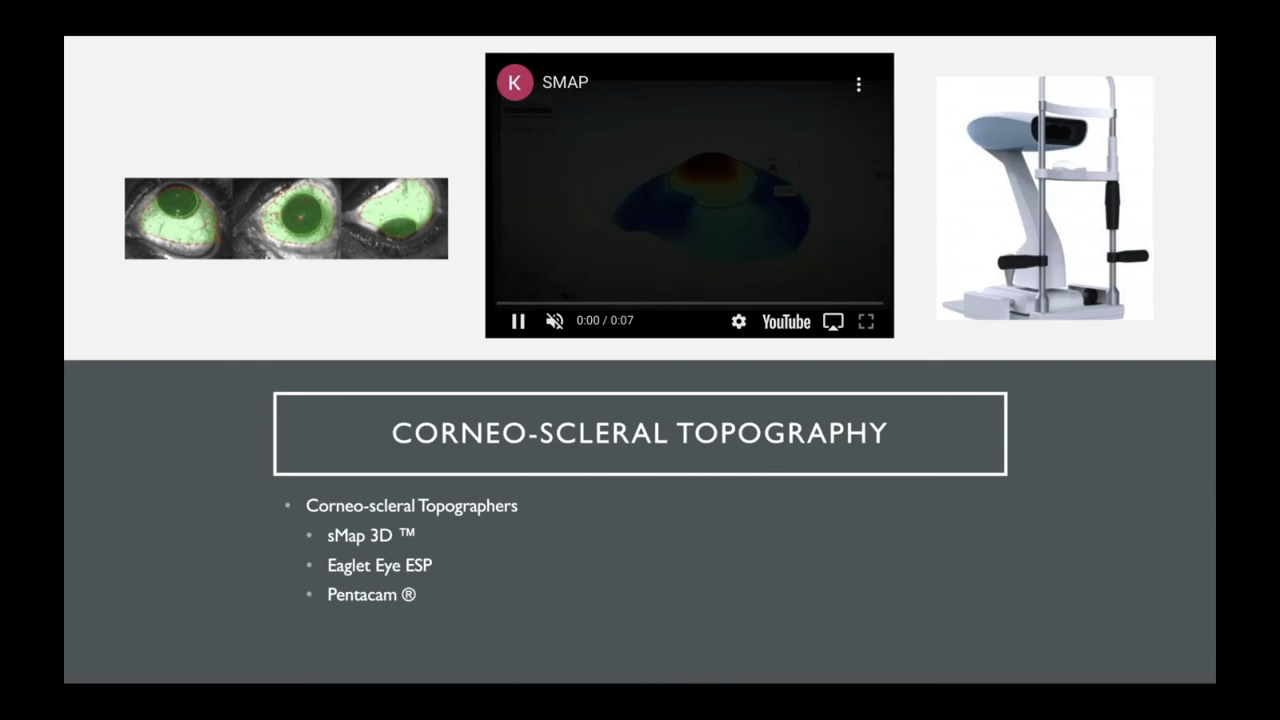 K SMAP
0:00 / 0:07
YouTube
CORNEO-SCLERAL TOPOGRAPHY
• Corneo-scleral Topographers
• sMap 3D ™
• Eaglet Eye ESP
• Pentacam ®